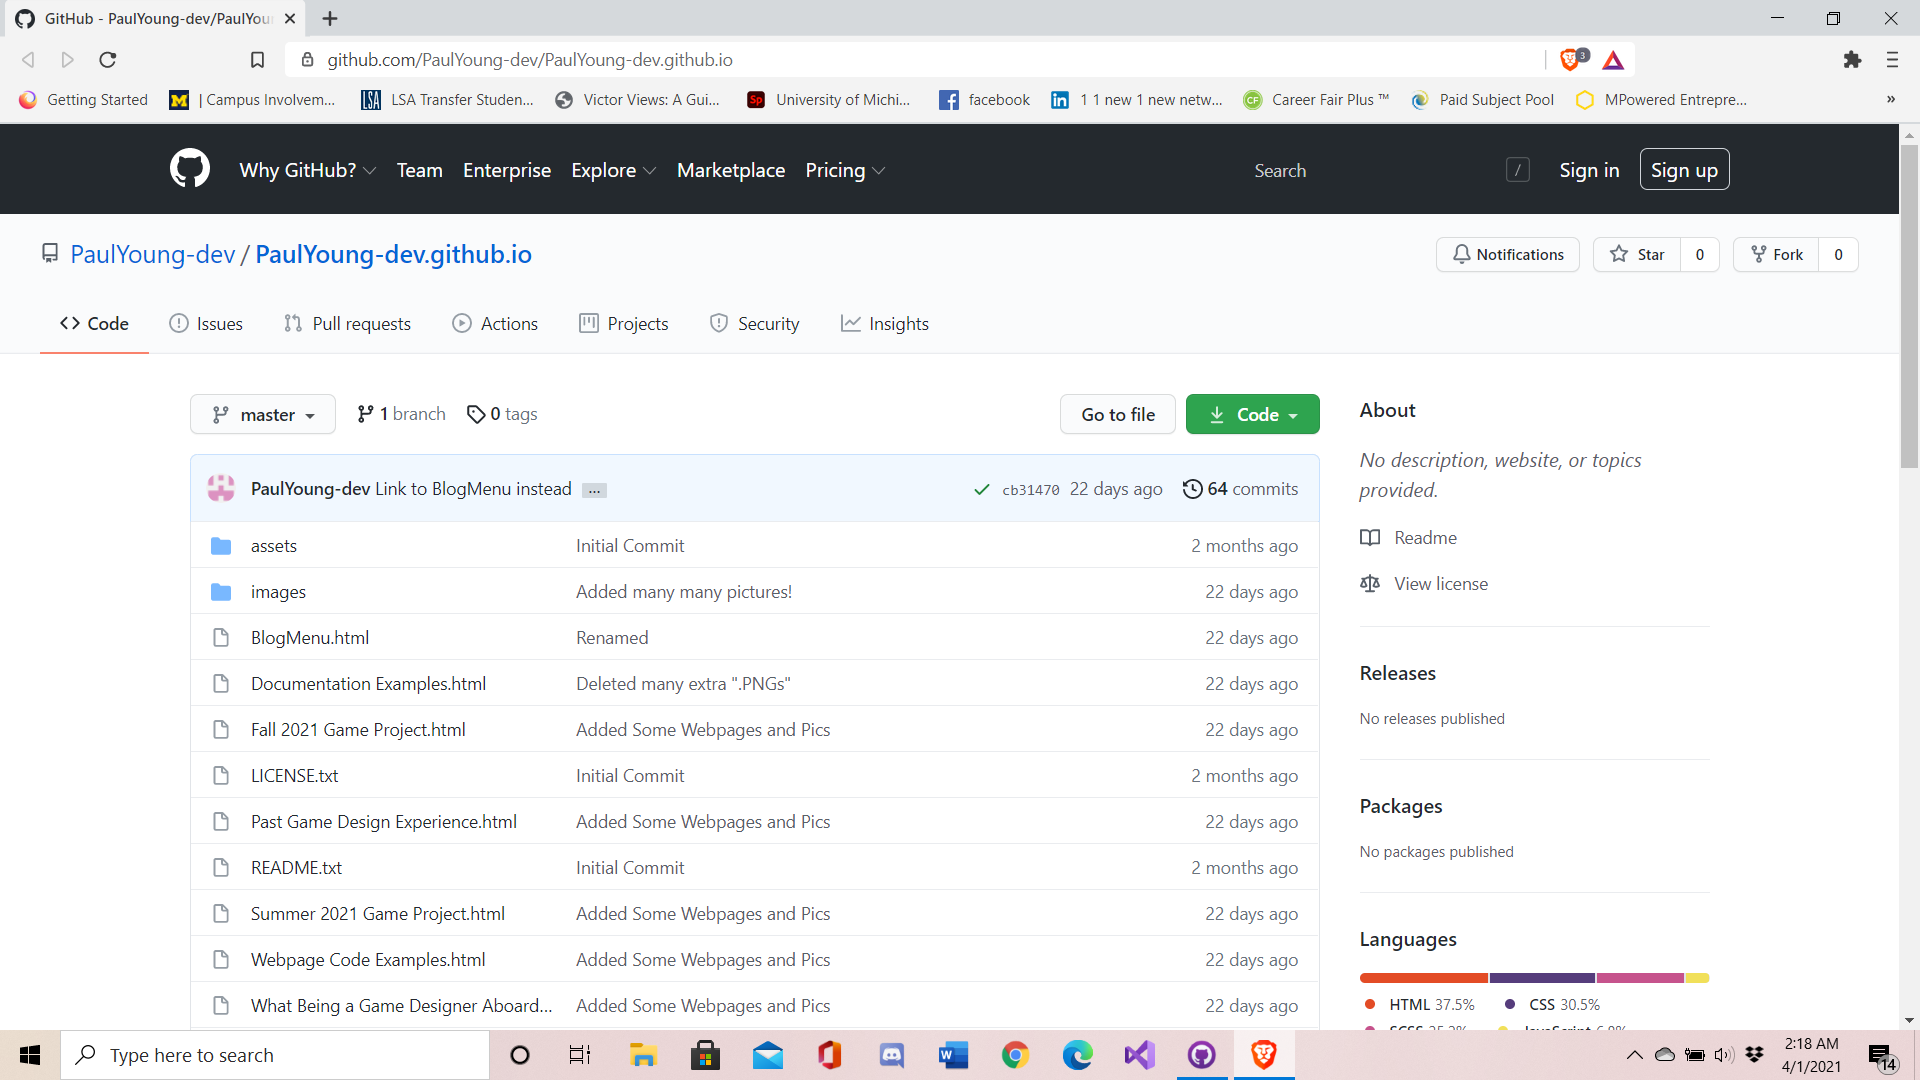 GitHub - PaulYoung-dev/PaulYou
github.com/PaulYoung-dev/PaulYoung-dev.github.io
3
Getting Started
| Campus Involvem...
LSA Transfer Studen...
Victor Views: A Gui...
University of Michi...
facebook
1 1 new 1 new netw...
Career Fair Plus ™
Paid Subject Pool
MPowered Entrepre...
»
Why GitHub?
Team
Enterprise
Explore
Marketplace
Pricing
Search
/
Sign in
Sign up
PaulYoung-dev / PaulYoung-dev.github.io
Notifications
Star 0
Fork 0
Code
Issues
Pull requests
Actions
Projects
Security
Insights
master
1 branch
0 tags
Go to file
Code
PaulYoung-dev Link to BlogMenu instead ...
cb31470 22 days ago
64 commits
assets Initial Commit 2 months ago
images Added many many pictures! 22 days ago
BlogMenu.html Renamed 22 days ago
Documentation Examples.html Deleted many extra ".PNGs" 22 days ago
Fall 2021 Game Project.html Added Some Webpages and Pics 22 days ago
LICENSE.txt Initial Commit 2 months ago
Past Game Design Experience.html Added Some Webpages and Pics 22 days ago
README.txt Initial Commit 2 months ago
Summer 2021 Game Project.html Added Some Webpages and Pics 22 days ago
Webpage Code Examples.html Added Some Webpages and Pics 22 days ago
What Being a Game Designer Aboard... Added Some Webpages and Pics 22 days ago
About
No description, website, or topics
provided.
Readme
View license
Releases
No releases published
Packages
No packages published
Languages
HTML 37.5%
CSS 30.5%
Type here to search
2:18 AM
4/1/2021
14